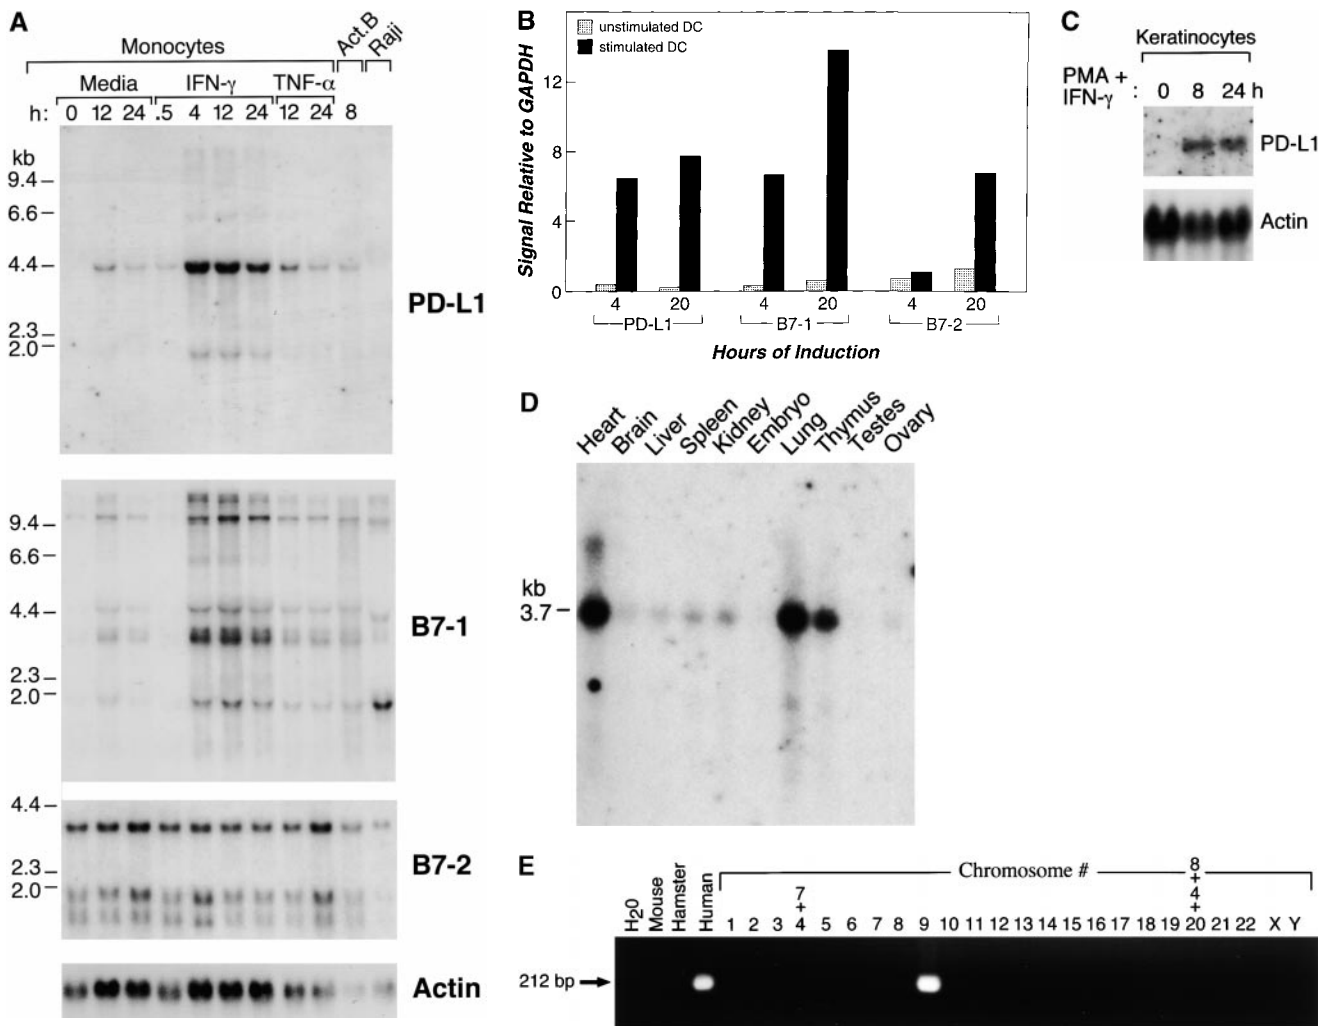 A
Monocytes
Act.B
Raji
Media
IFN-γ
TNF-α
h: 0 12 24 .5 4 12 24 12 24 8
kb
9.4
6.6
4.4
2.3
2.0
PD-L1
9.4
6.6
4.4
2.3
2.0
B7-1
4.4
2.3
2.0
B7-2
Actin
B
unstimulated DC
stimulated DC
Signal Relative to GAPDH
12
8
4
0
4 20 4 20 4 20
PD-L1 B7-1 B7-2
Hours of Induction
C
Keratinocytes
PMA +
IFN-γ : 0 8 24 h
PD-L1
Actin
D
Heart
Brain
Liver
Spleen
Kidney
Embryo
Lung
Thymus
Testes
Ovary
kb
3.7
E
H20
Mouse
Hamster
Human
Chromosome #
1 2 3 7+4 5 6 7 8 9 10 11 12 13 14 15 16 17 18 19 8+4+20 21 22 X Y
212 bp